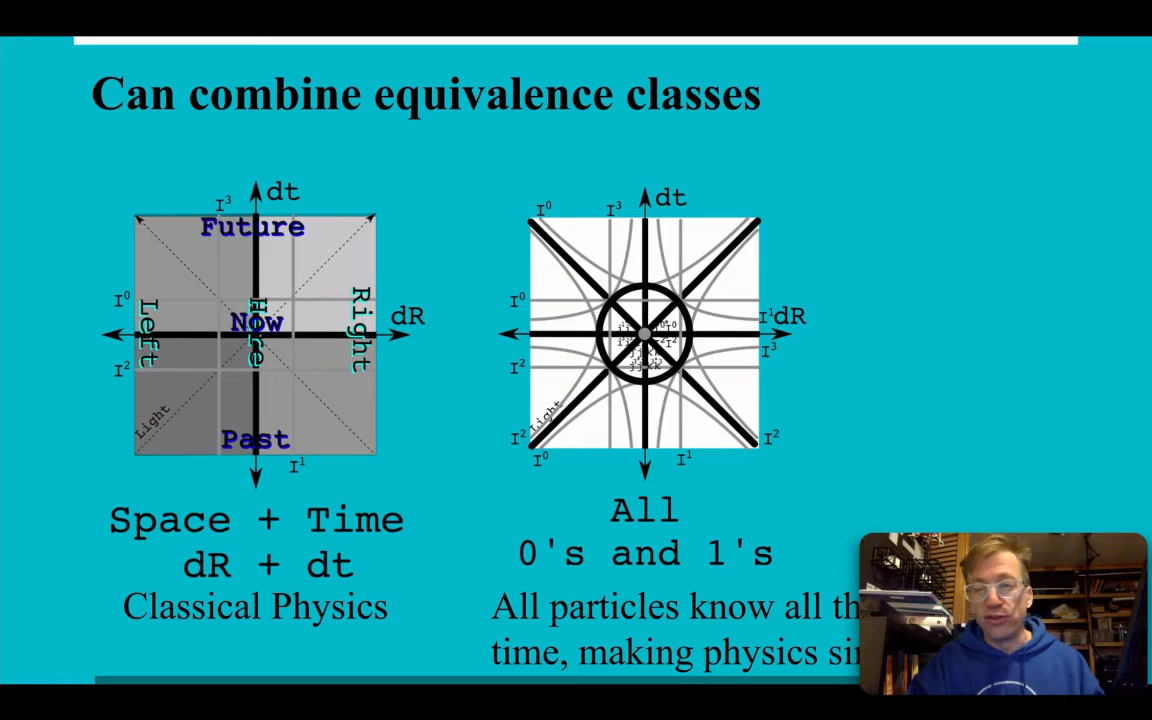 Can combine equivalence classes
I³ dt
Future
I⁰ Left Here Right
Now dR
I²
Light
Past
I¹
Space + Time
dR + dt
Classical Physics
I⁰ I³ dt
I⁰
I¹dR
I³
I²
Light
I² I²
I⁰ I¹
All
0's and 1's
All particles know all th
time, making physics si